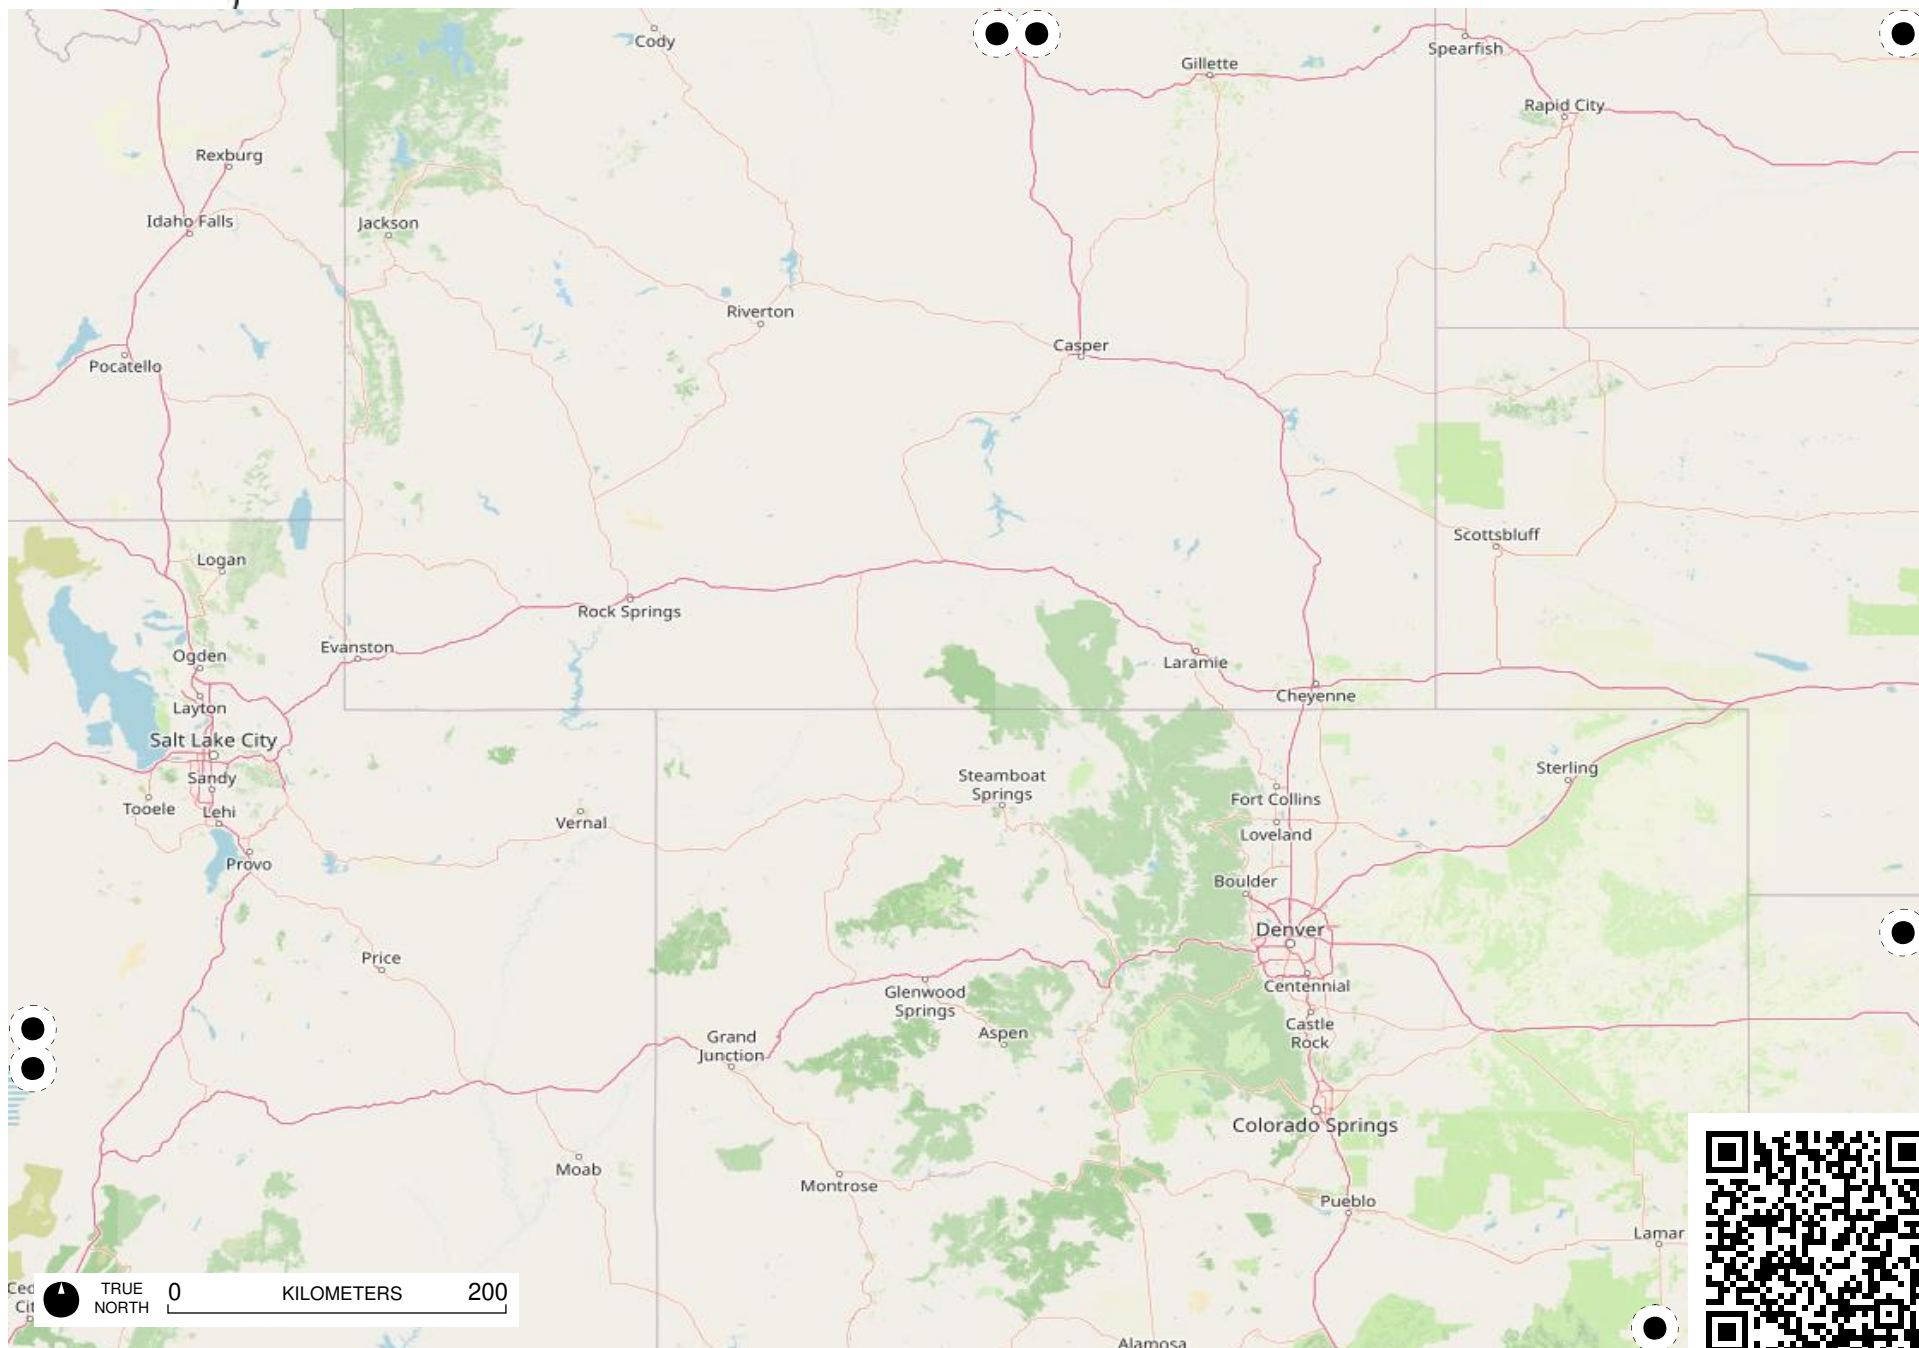 Cody
Gillette
Spearfish
Rapid City
Rexburg
Idaho Falls
Jackson
Riverton
Casper
Pocatello
Scottsbluff
Logan
Rock Springs
Evanston
Ogden
Laramie
Cheyenne
Layton
Salt Lake City
Sandy
Tooele
Lehi
Steamboat
Springs
Sterling
Fort Collins
Vernal
Loveland
Provo
Boulder
Denver
Price
Centennial
Glenwood
Springs
Castle
Rock
Aspen
Grand
Junction
Colorado Springs
Moab
Montrose
Pueblo
Lamar
Ced
Cit
TRUE
NORTH
0 KILOMETERS 200
Alamosa